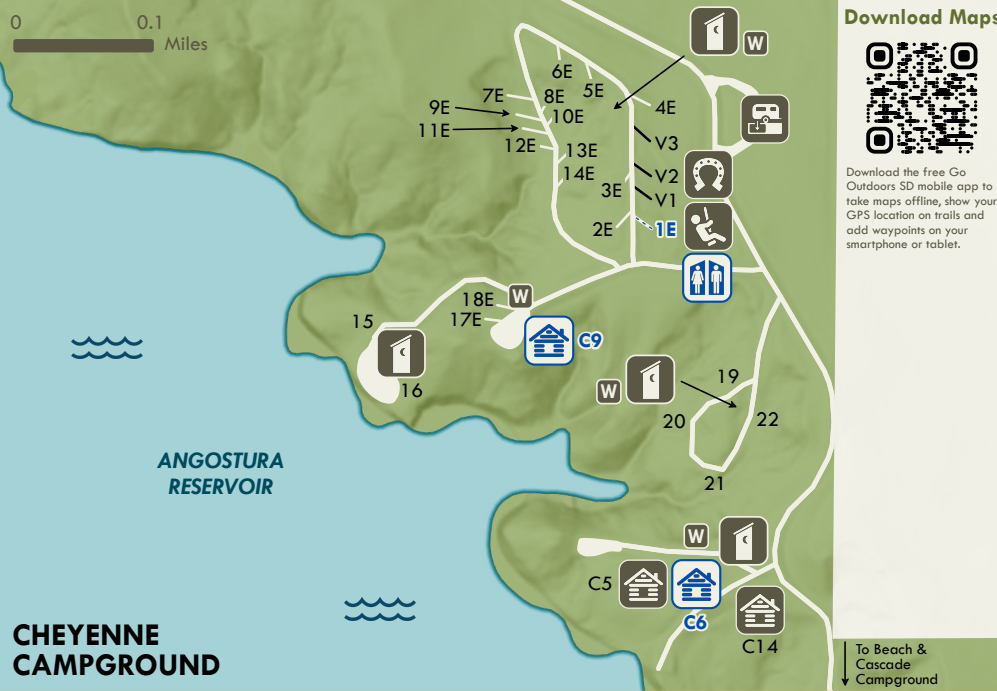 0 0.1
Miles
Download Maps
W
6E
5E
7E
8E
4E
9E
10E
11E
V3
12E
13E
14E
V2
3E
V1
2E
1E
Download the free Go
Outdoors SD mobile app to
take maps offline, show your
GPS location on trails and
add waypoints on your
smartphone or tablet.
18E
W
17E
15
C9
16
19
W
20
22
21
ANGOSTURA
RESERVOIR
W
C5
C6
C14
CHEYENNE
CAMPGROUND
To Beach &
Cascade
Campground